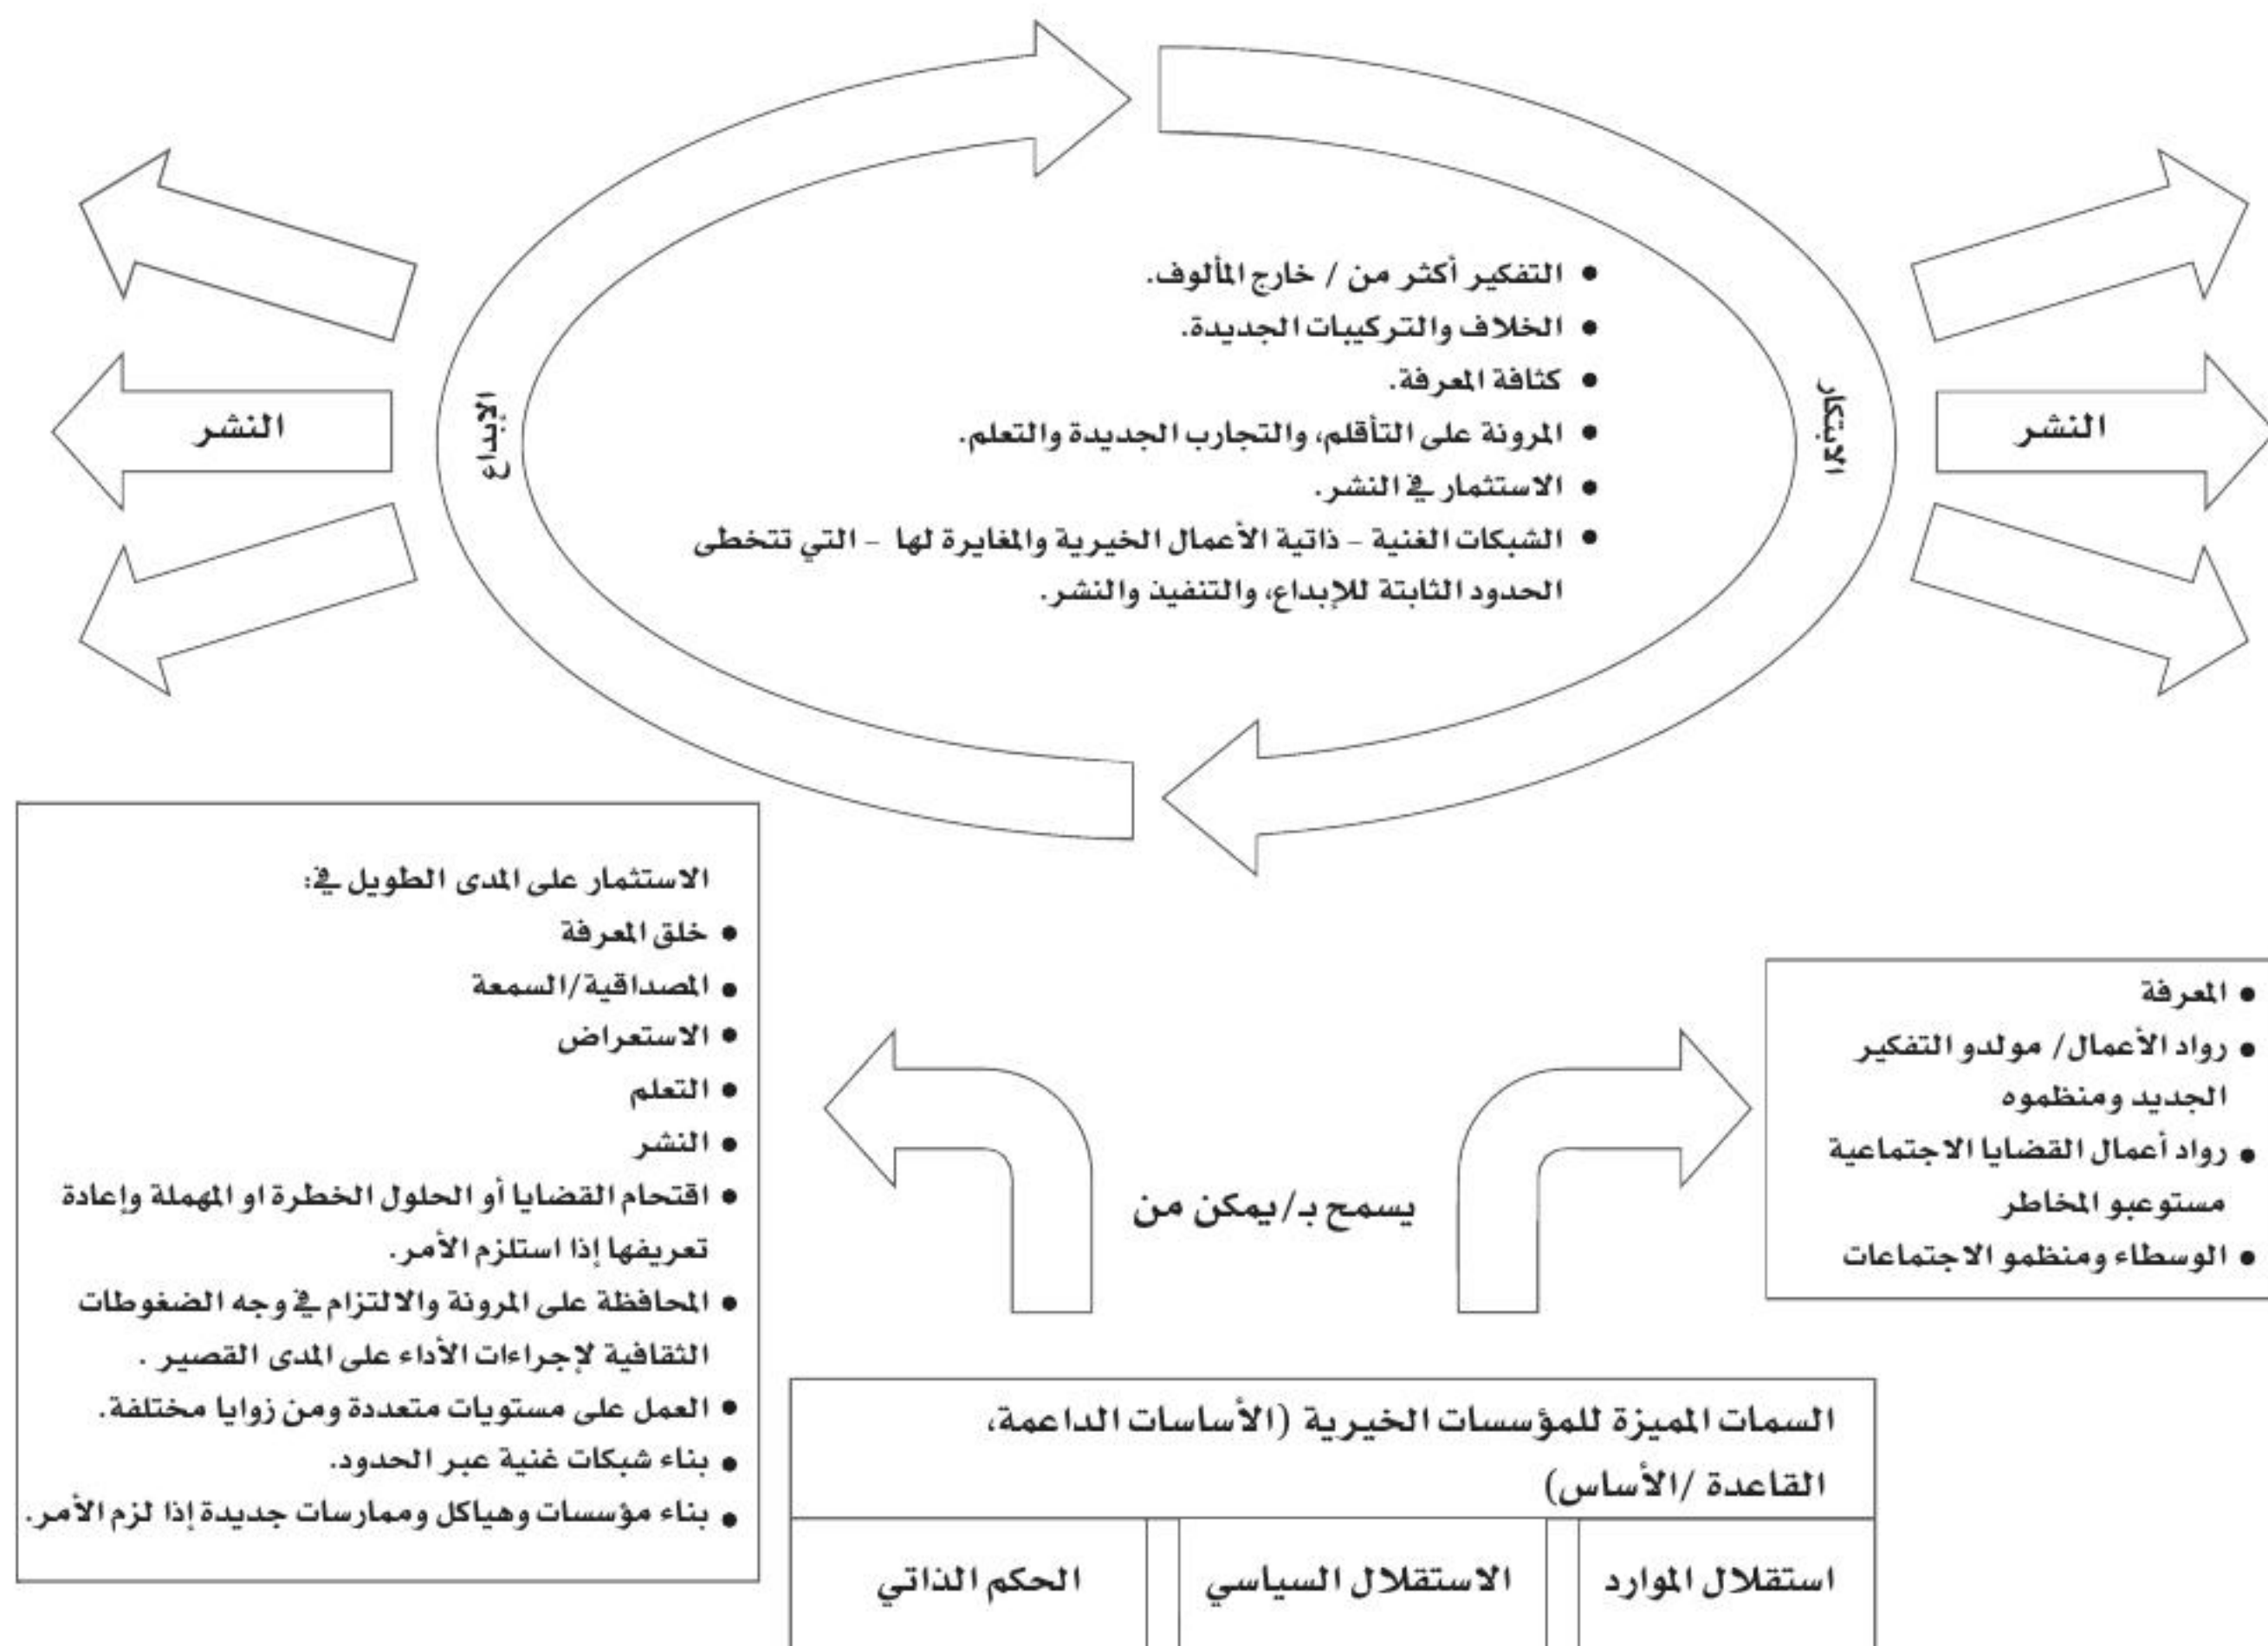 • التفكير أكثر من / خارج المألوف.
• الخلاف والتركيبات الجديدة.
• كثافة المعرفة.
• المرونة على التأقلم، والتجارب الجديدة والتعلم.
• الاستثمار في النشر.
• الشبكات الغنية – ذاتية الأعمال الخيرية والمغايرة لها – التي تتخطى
الحدود الثابتة للإبداع، والتنفيذ والنشر.
الابتكار
النشر
الإبداع
النشر
• المعرفة
• رواد الأعمال/ مولدو التفكير
الجديد ومنظموه
• رواد أعمال القضايا الاجتماعية
مستوعبو المخاطر
• الوسطاء ومنظمو الاجتماعات
يسمح بـ/يمكن من
الاستثمار على المدى الطويل في:
• خلق المعرفة
• المصداقية/السمعة
• الاستعراض
• التعلم
• النشر
• اقتحام القضايا أو الحلول الخطرة او المهملة وإعادة
تعريفها إذا استلزم الأمر.
• المحافظة على المرونة والالتزام في وجه الضغوطات
الثقافية لإجراءات الأداء على المدى القصير .
• العمل على مستويات متعددة ومن زوايا مختلفة.
• بناء شبكات غنية عبر الحدود.
• بناء مؤسسات وهياكل وممارسات جديدة إذا لزم الأمر.
السمات المميزة للمؤسسات الخيرية (الأساسات الداعمة،
القاعدة /الأساس)
استقلال الموارد
الاستقلال السياسي
الحكم الذاتي